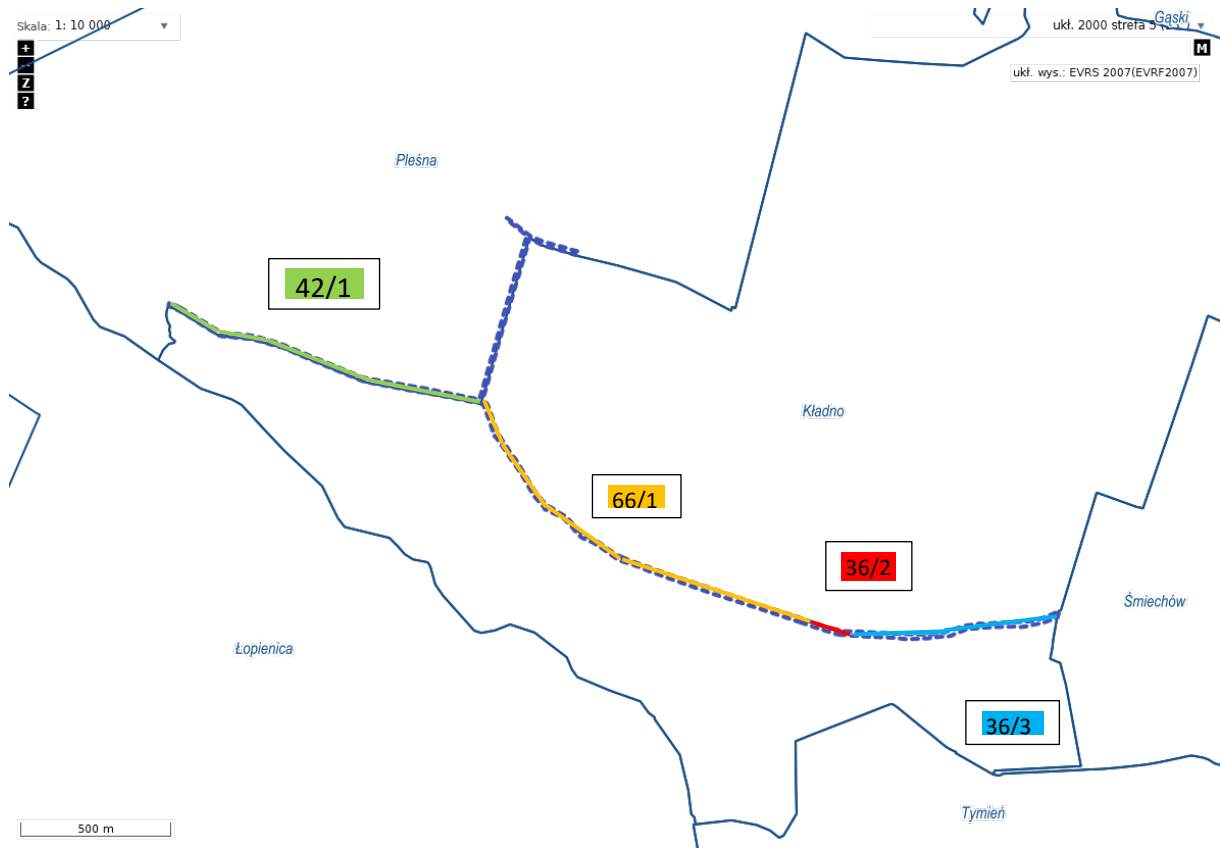 Skala: 1: 10 000
ukł. 2000 strefa 5
Gąski
+
Z
?
M
ukł. wys.: EVRS 2007(EVRF2007)
Pleśna
42/1
Kładno
66/1
36/2
Śmiechów
Łopienica
36/3
Tymień
500 m